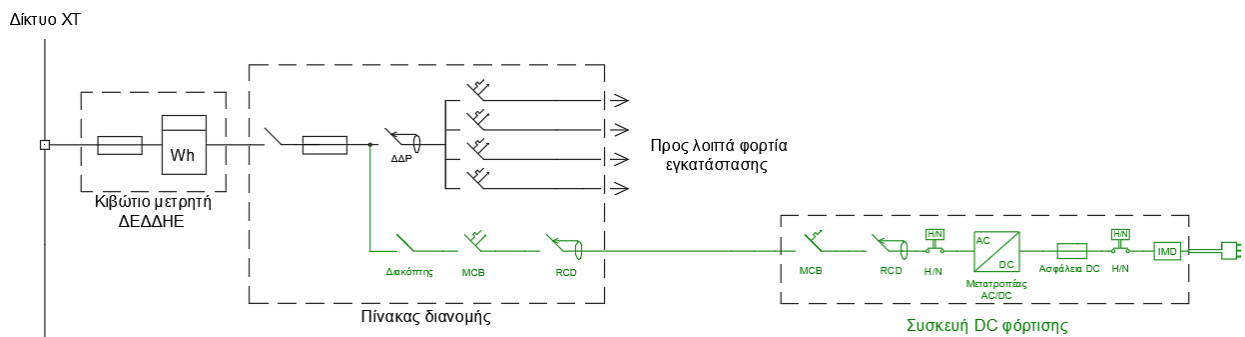 Δίκτυο ΧΤ
Wh
Κιβώτιο μετρητή
ΔΕΔΔΗΕ
ΔΔΡ
Προς λοιπά φορτία
εγκατάστασης
Διακόπτης
MCB
RCD
Πίνακας διανομής
MCB
RCD
H/N
H/N
AC
DC
Μετατροπέας
AC/DC
Ασφάλεια DC
H/N
H/N
IMD
Συσκευή DC φόρτισης